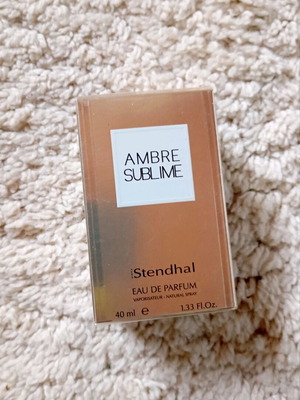 AMBRE
SUBLIME
Stendhal
EAU DE PARFUM
VAPORISATEUR - NATURAL SPRAY
40 ml e 1.33 Fl.Oz.